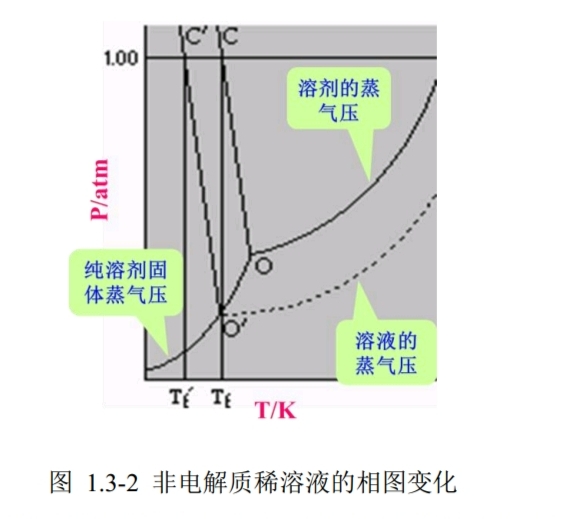 C′ C
1.00
溶剂的蒸
气压
P/atm
纯溶剂固
体蒸气压
O
O′
溶液的
蒸气压
T′f Tf
T/K
图 1.3-2 非电解质稀溶液的相图变化